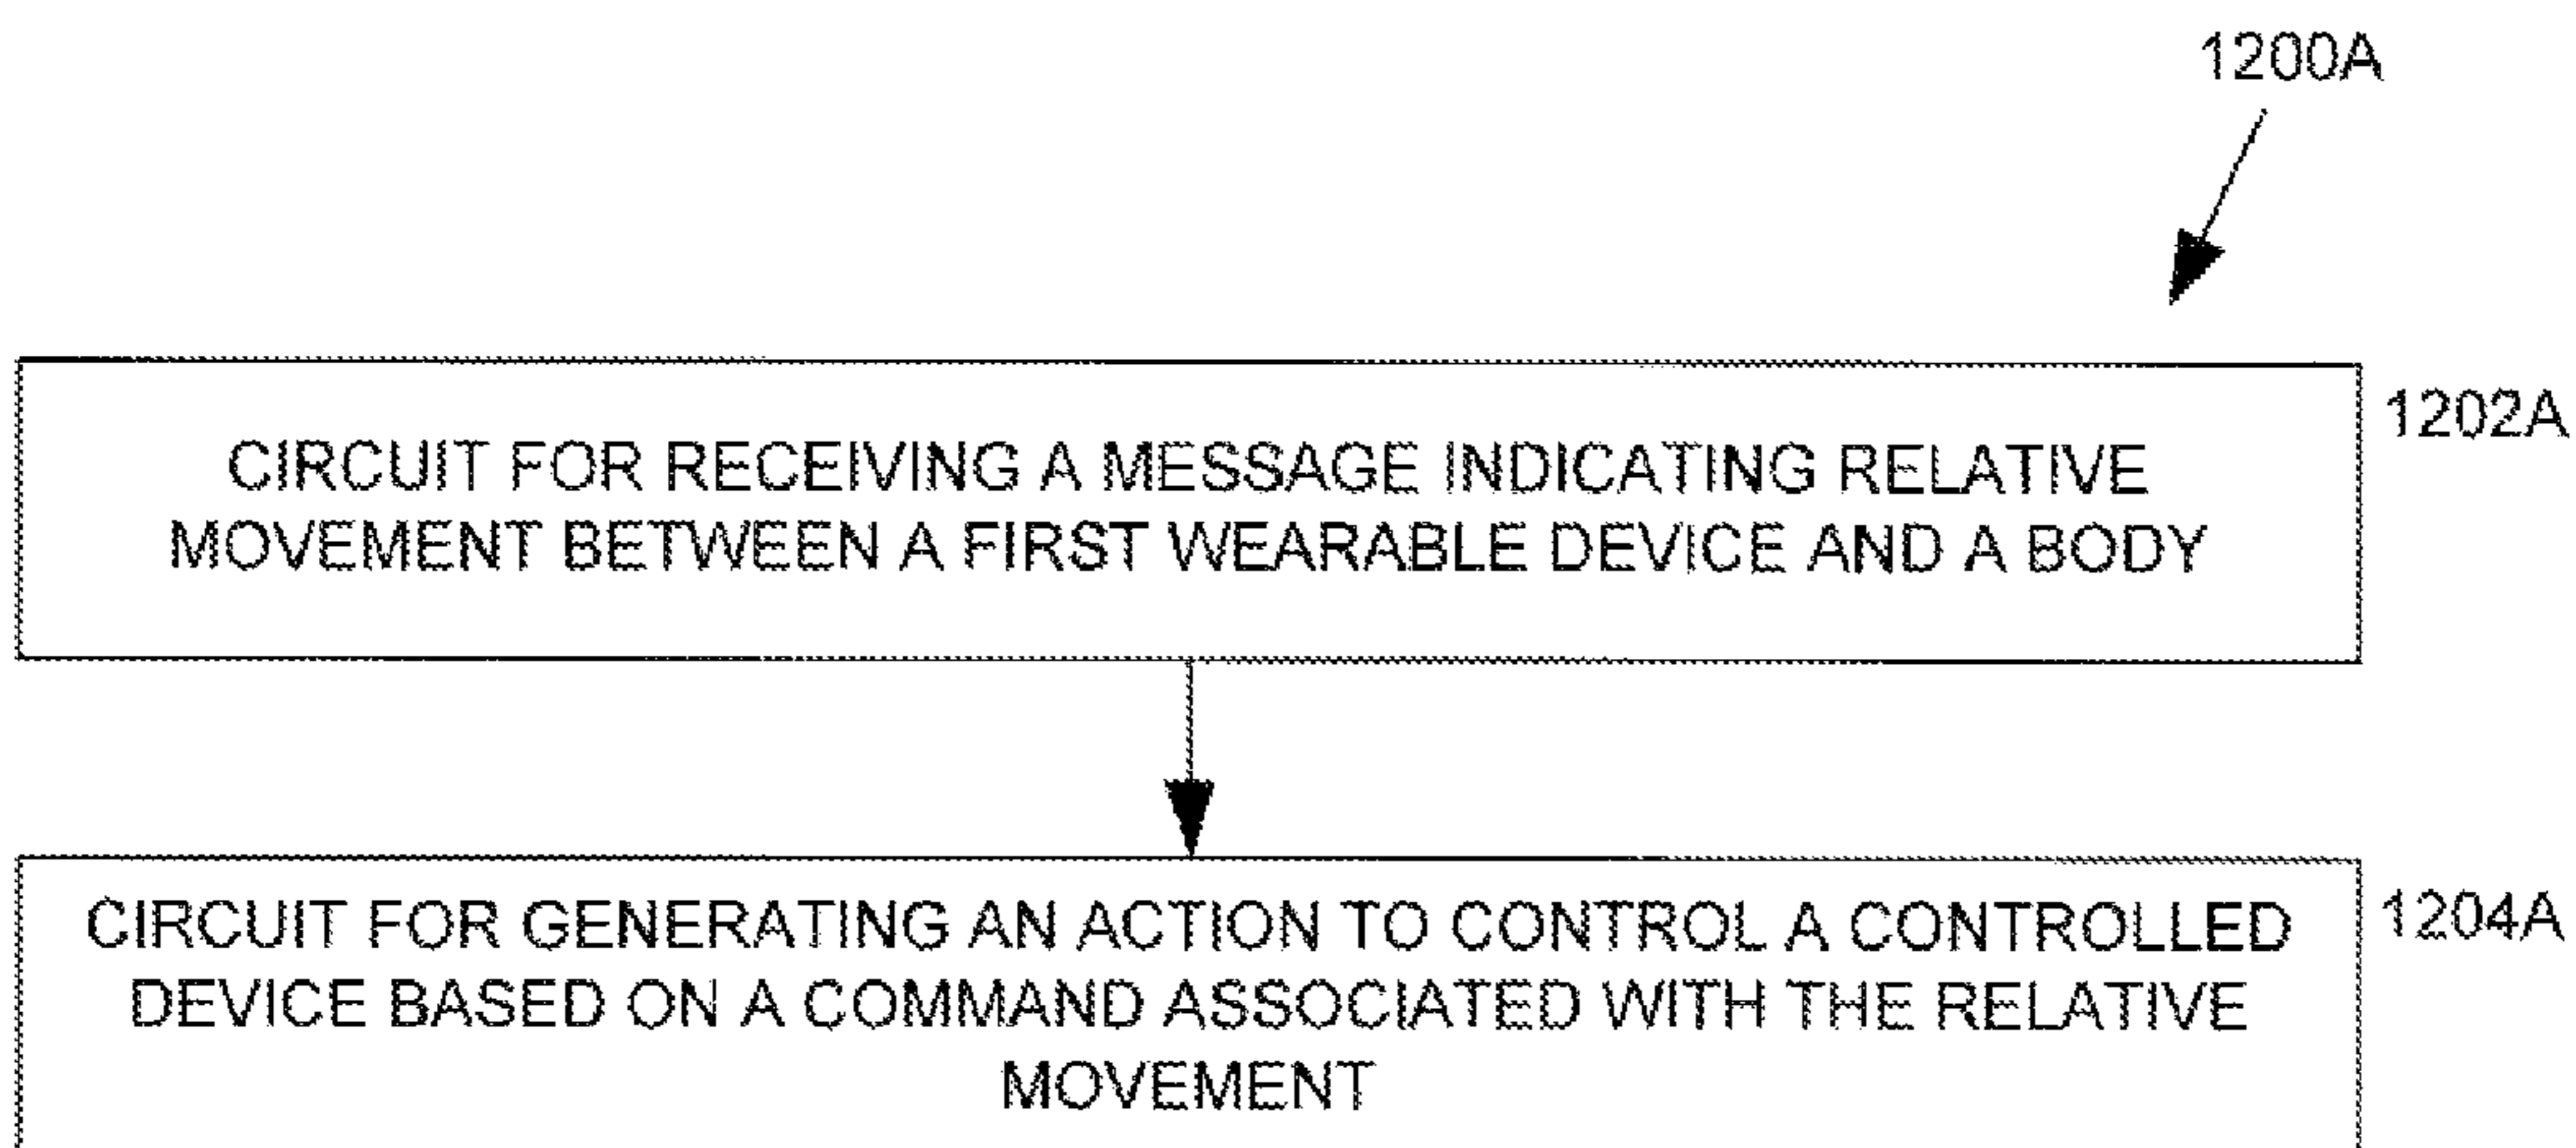 1200A
CIRCUIT FOR RECEIVING A MESSAGE INDICATING RELATIVE
MOVEMENT BETWEEN A FIRST WEARABLE DEVICE AND A BODY
1202A
CIRCUIT FOR GENERATING AN ACTION TO CONTROL A CONTROLLED
DEVICE BASED ON A COMMAND ASSOCIATED WITH THE RELATIVE
MOVEMENT
1204A